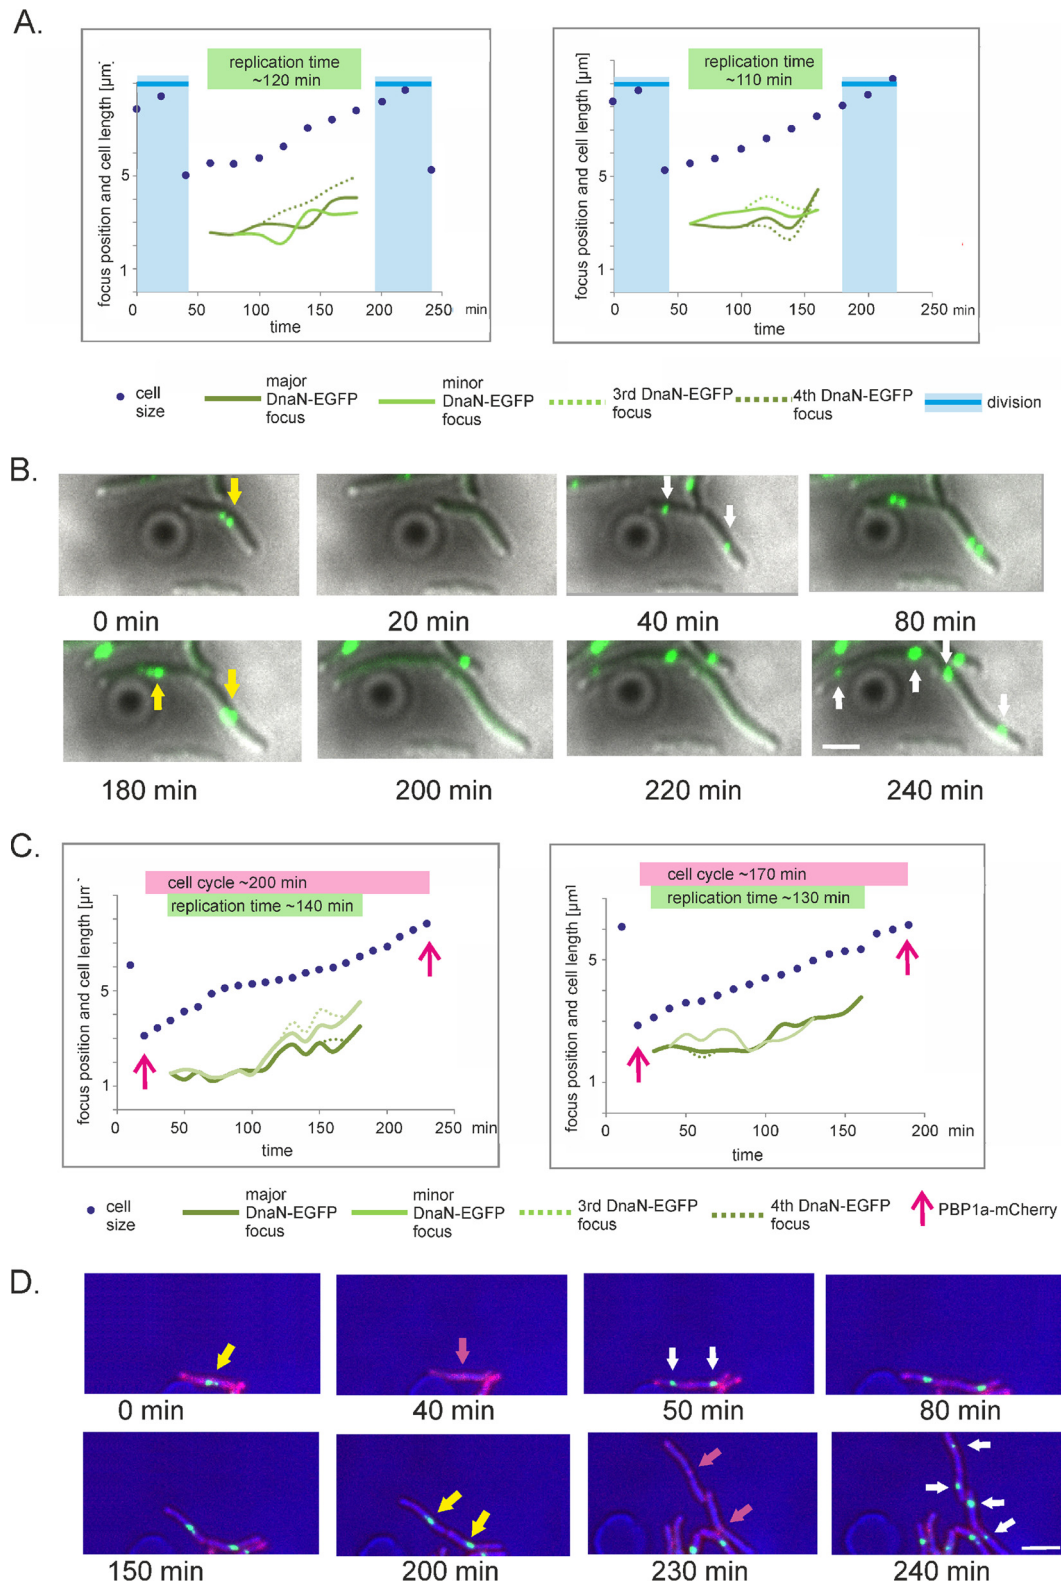 A.
replication time
~120 min
focus position and cell length [µm]
5
1
0
50
100
150
200
250
min
time
replication time
~110 min
focus position and cell length [µm]
5
1
0
50
100
150
200
250
min
time
cell
size
major
DnaN-EGFP
focus
minor
DnaN-EGFP
focus
3rd DnaN-EGFP
focus
4th DnaN-EGFP
focus
division
B.
0 min
20 min
40 min
80 min
180 min
200 min
220 min
240 min
C.
cell cycle ~200 min
replication time ~140 min
focus position and cell length [µm]
5
1
0
50
100
150
200
250
min
time
cell cycle ~170 min
replication time ~130 min
focus position and cell length [µm]
5
1
0
50
100
150
200
min
time
cell
size
major
DnaN-EGFP
focus
minor
DnaN-EGFP
focus
3rd DnaN-EGFP
focus
4th DnaN-EGFP
focus
PBP1a-mCherry
D.
0 min
40 min
50 min
80 min
150 min
200 min
230 min
240 min